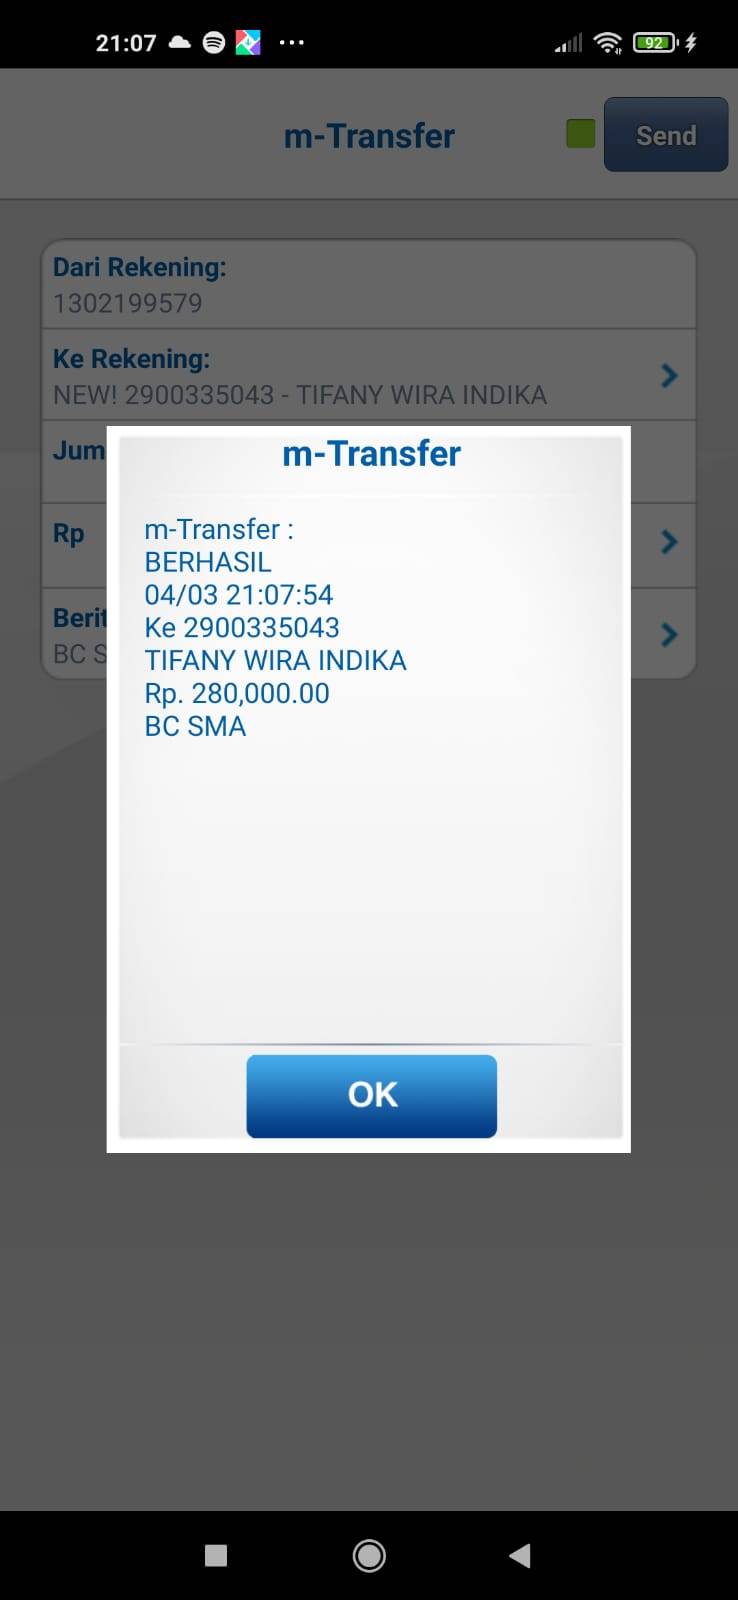 21:07
92
m-Transfer
Send
Dari Rekening:
1302199579
Ke Rekening:
NEW! 2900335043 - TIFANY WIRA INDIKA
Jum
Rp
Berit
BC S
m-Transfer
m-Transfer :
BERHASIL
04/03 21:07:54
Ke 2900335043
TIFANY WIRA INDIKA
Rp. 280,000.00
BC SMA
OK